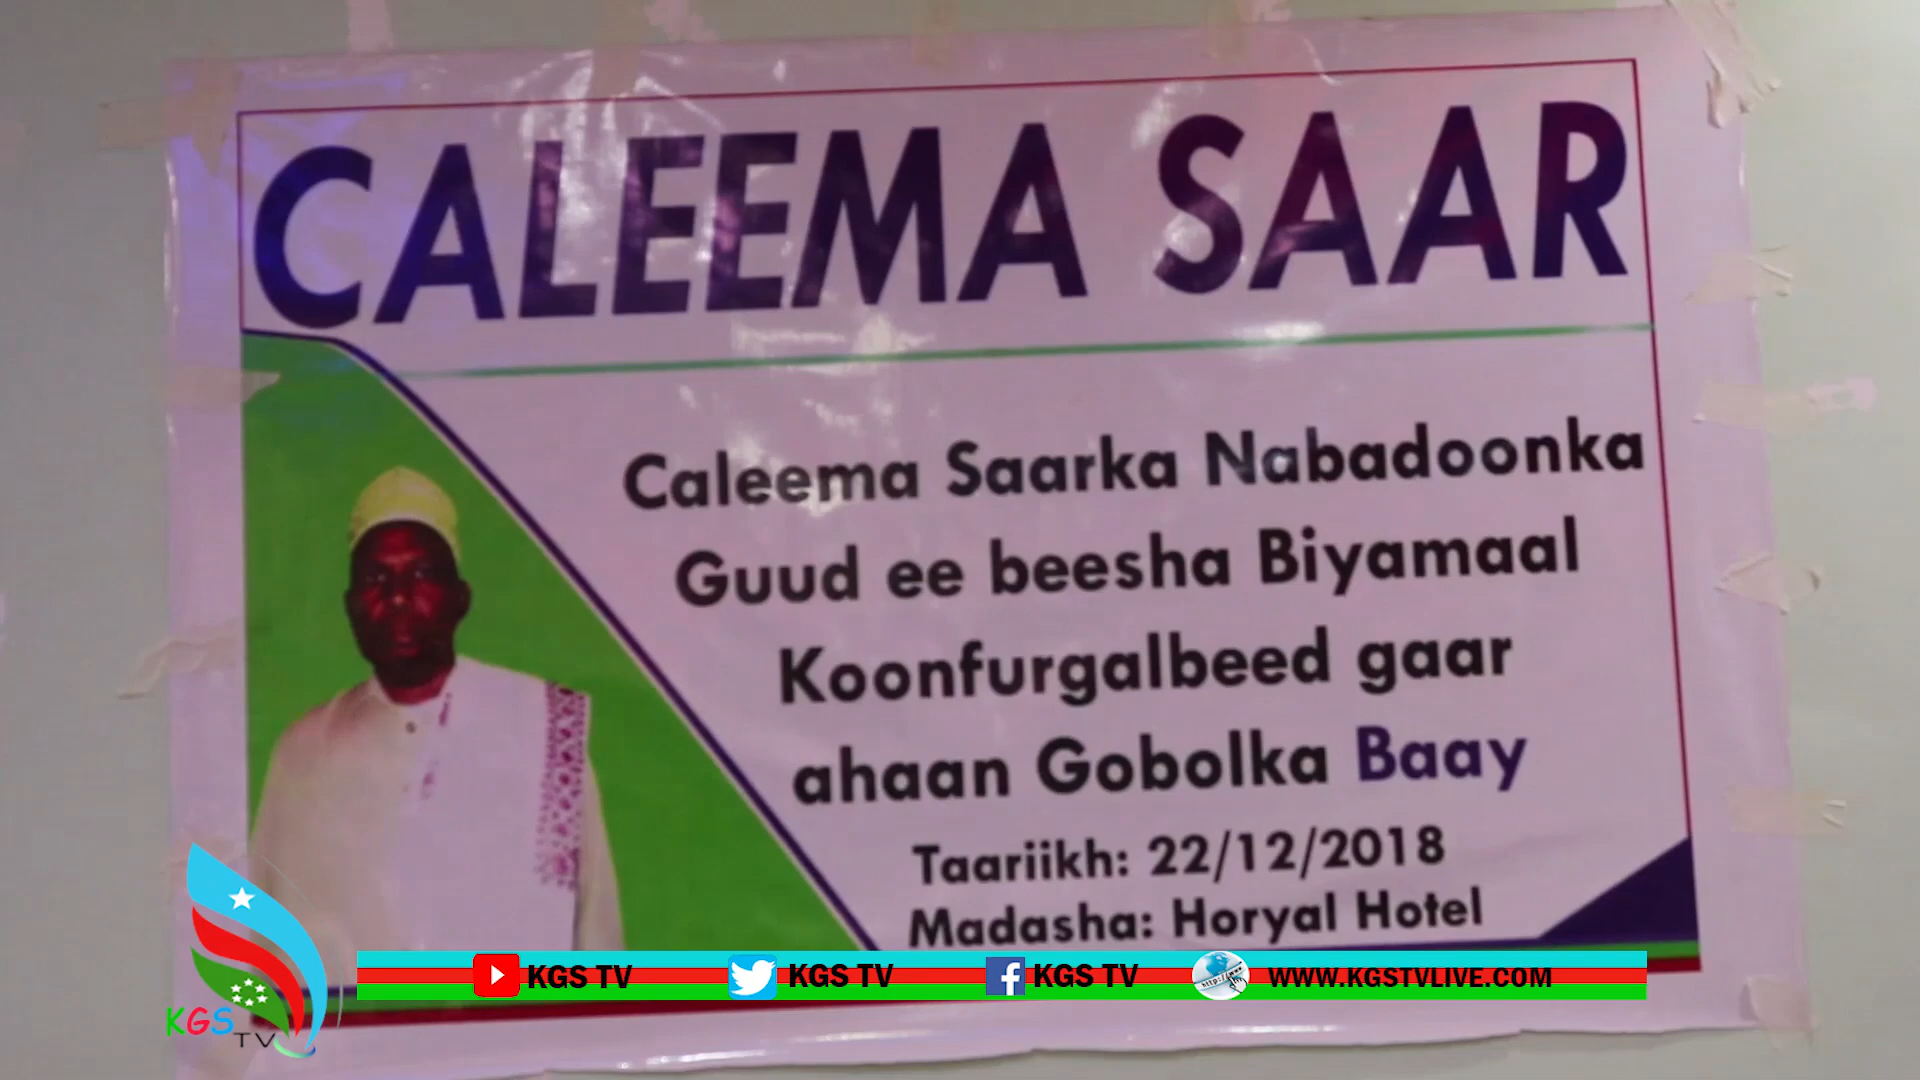 CALEEMA SAAR
Caleema Saarka Nabadoonka
Guud ee beesha Biyamaal
Koonfurgalbeed gaar
ahaan Gobolka Baay
Taariikh: 22/12/2018
Madasha: Horyal Hotel
KGS TV
KGS TV
KGS TV
WWW.KGSTVLIVE.COM
KGS
TV